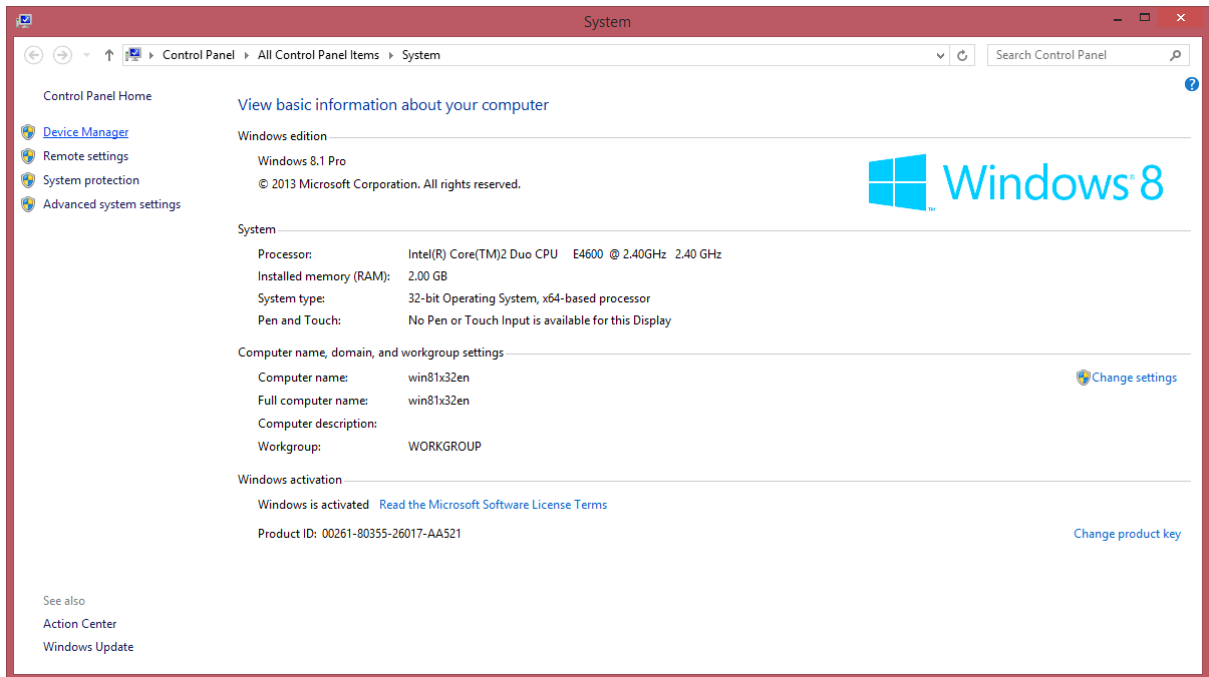 System
Control Panel All Control Panel Items System
Search Control Panel
Control Panel Home
Device Manager
Remote settings
System protection
Advanced system settings
View basic information about your computer
Windows edition
Windows 8.1 Pro
© 2013 Microsoft Corporation. All rights reserved.
Windows 8
System
Processor: Intel(R) Core(TM)2 Duo CPU E4600 @ 2.40GHz 2.40 GHz
Installed memory (RAM): 2.00 GB
System type: 32-bit Operating System, x64-based processor
Pen and Touch: No Pen or Touch Input is available for this Display
Computer name, domain, and workgroup settings
Computer name: win81x32en
Change settings
Full computer name: win81x32en
Computer description:
Workgroup: WORKGROUP
Windows activation
Windows is activated Read the Microsoft Software License Terms
Product ID: 00261-80355-26017-AA521
Change product key
See also
Action Center
Windows Update